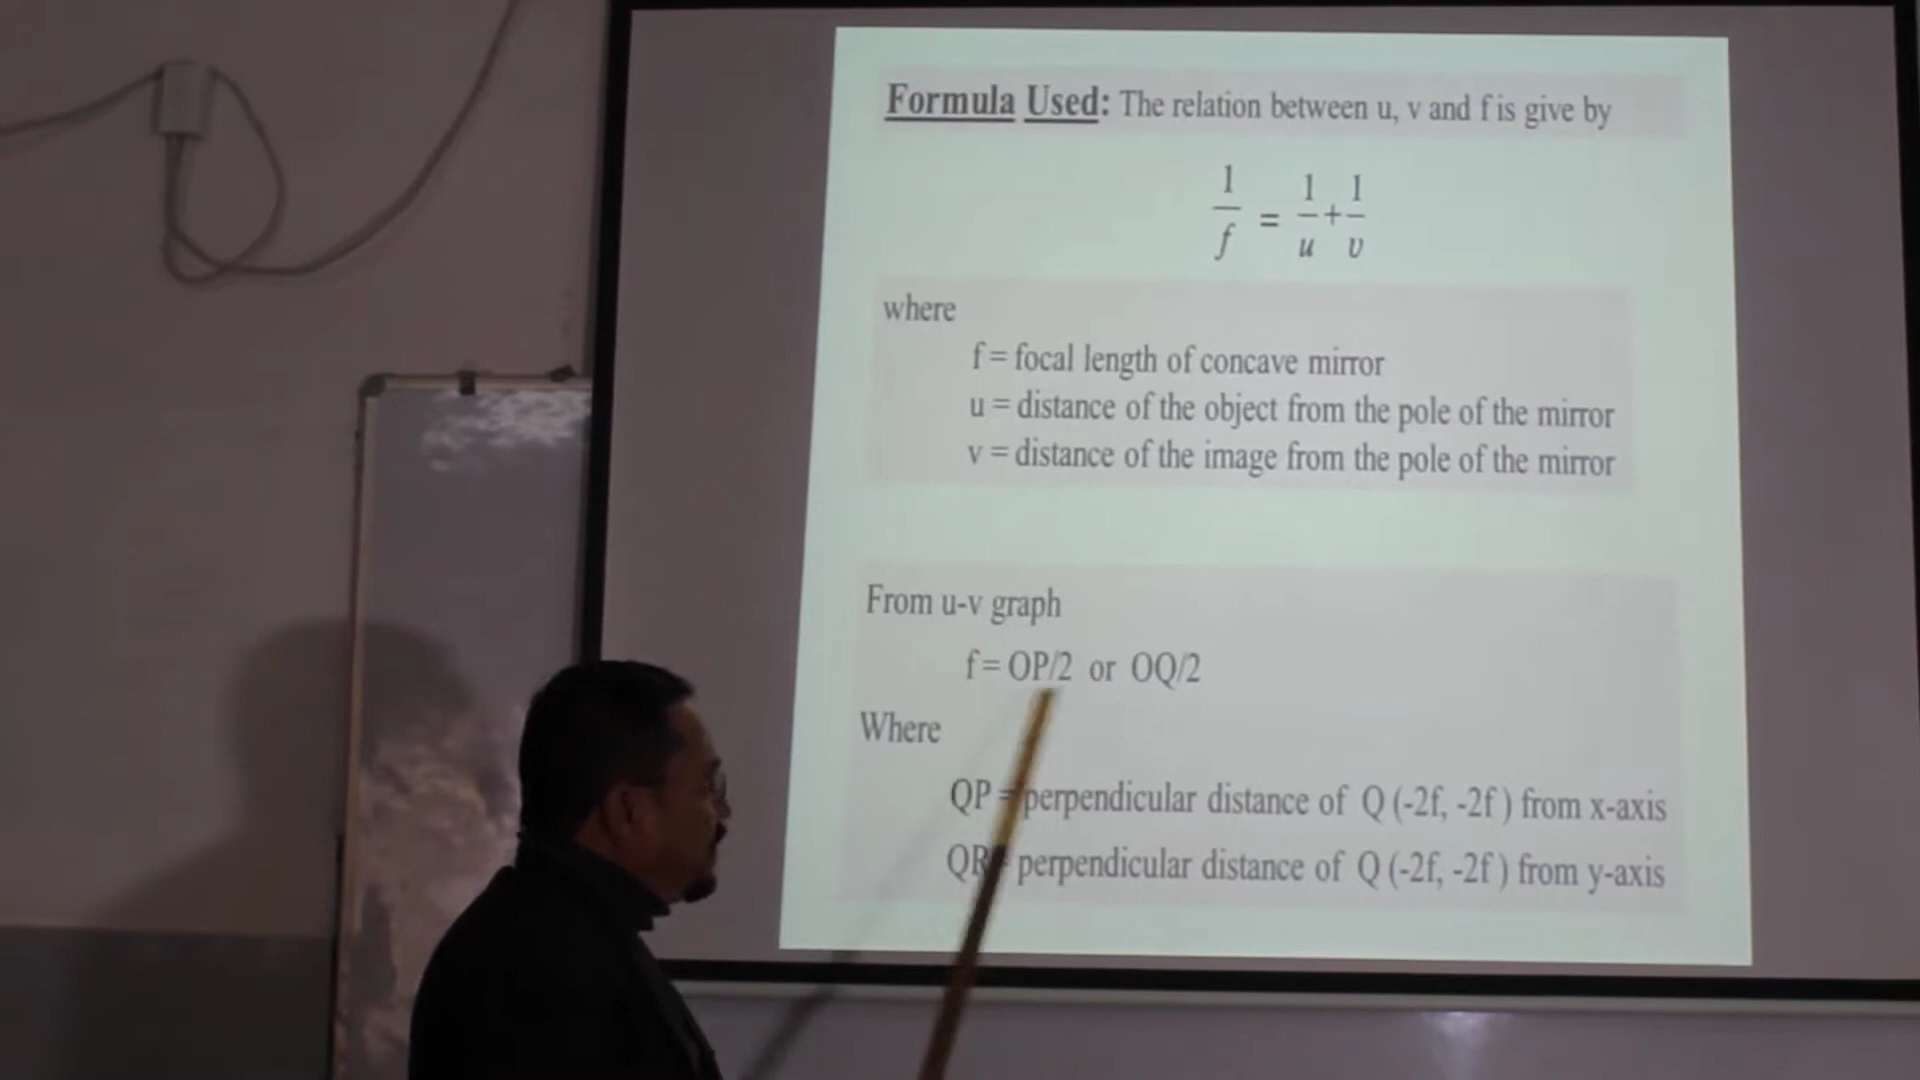 Formula Used: The relation between u, v and f is give by
1/f = 1/u + 1/v
where
f = focal length of concave mirror
u = distance of the object from the pole of the mirror
v = distance of the image from the pole of the mirror
From u-v graph
f = OP/2 or OQ/2
Where
QP = perpendicular distance of Q (-2f, -2f ) from x-axis
QR = perpendicular distance of Q (-2f, -2f ) from y-axis